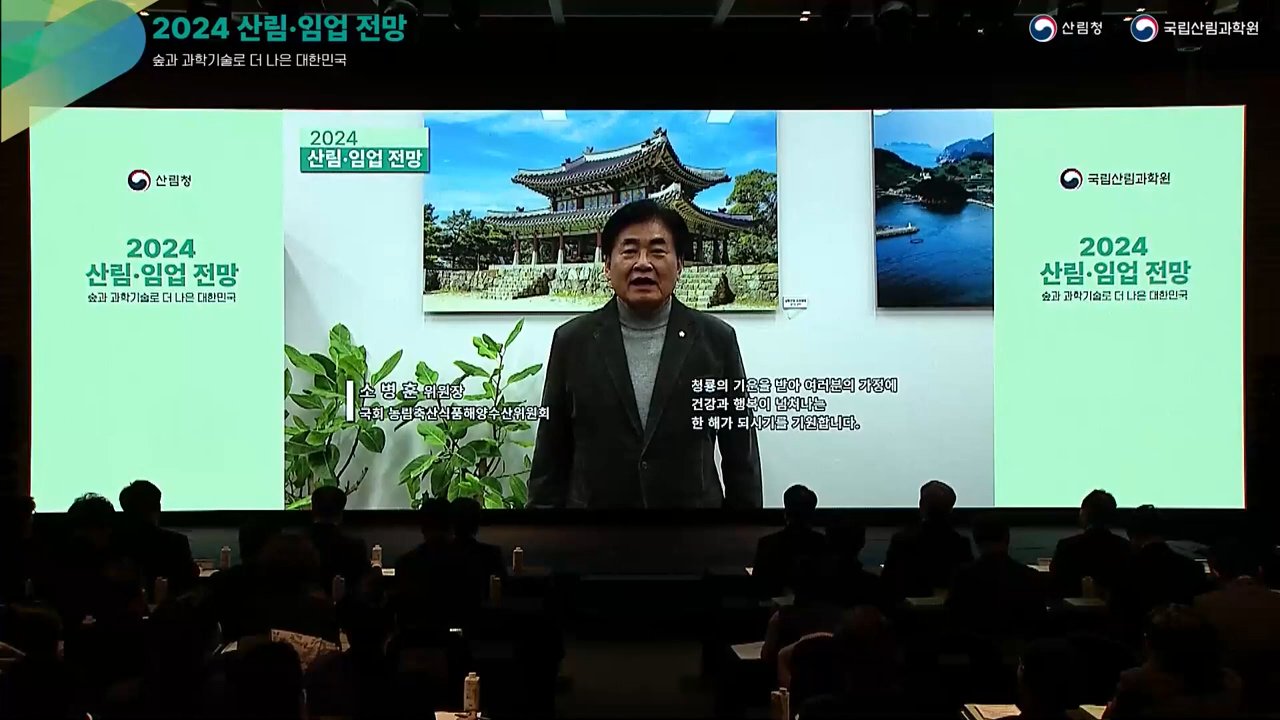 2024 산림·임업 전망
숲과 과학기술로 더 나은 대한민국
산림청
국립산림과학원
산림청
2024
산림·임업 전망
숲과 과학기술로 더 나은 대한민국
2024
산림·임업 전망
소병훈 위원장
국회 농림축산식품해양수산위원회
청룡의 기운을 받아 여러분의 가정에
건강과 행복이 넘쳐나는
한 해가 되시기를 기원합니다.
국립산림과학원
2024
산림·임업 전망
숲과 과학기술로 더 나은 대한민국